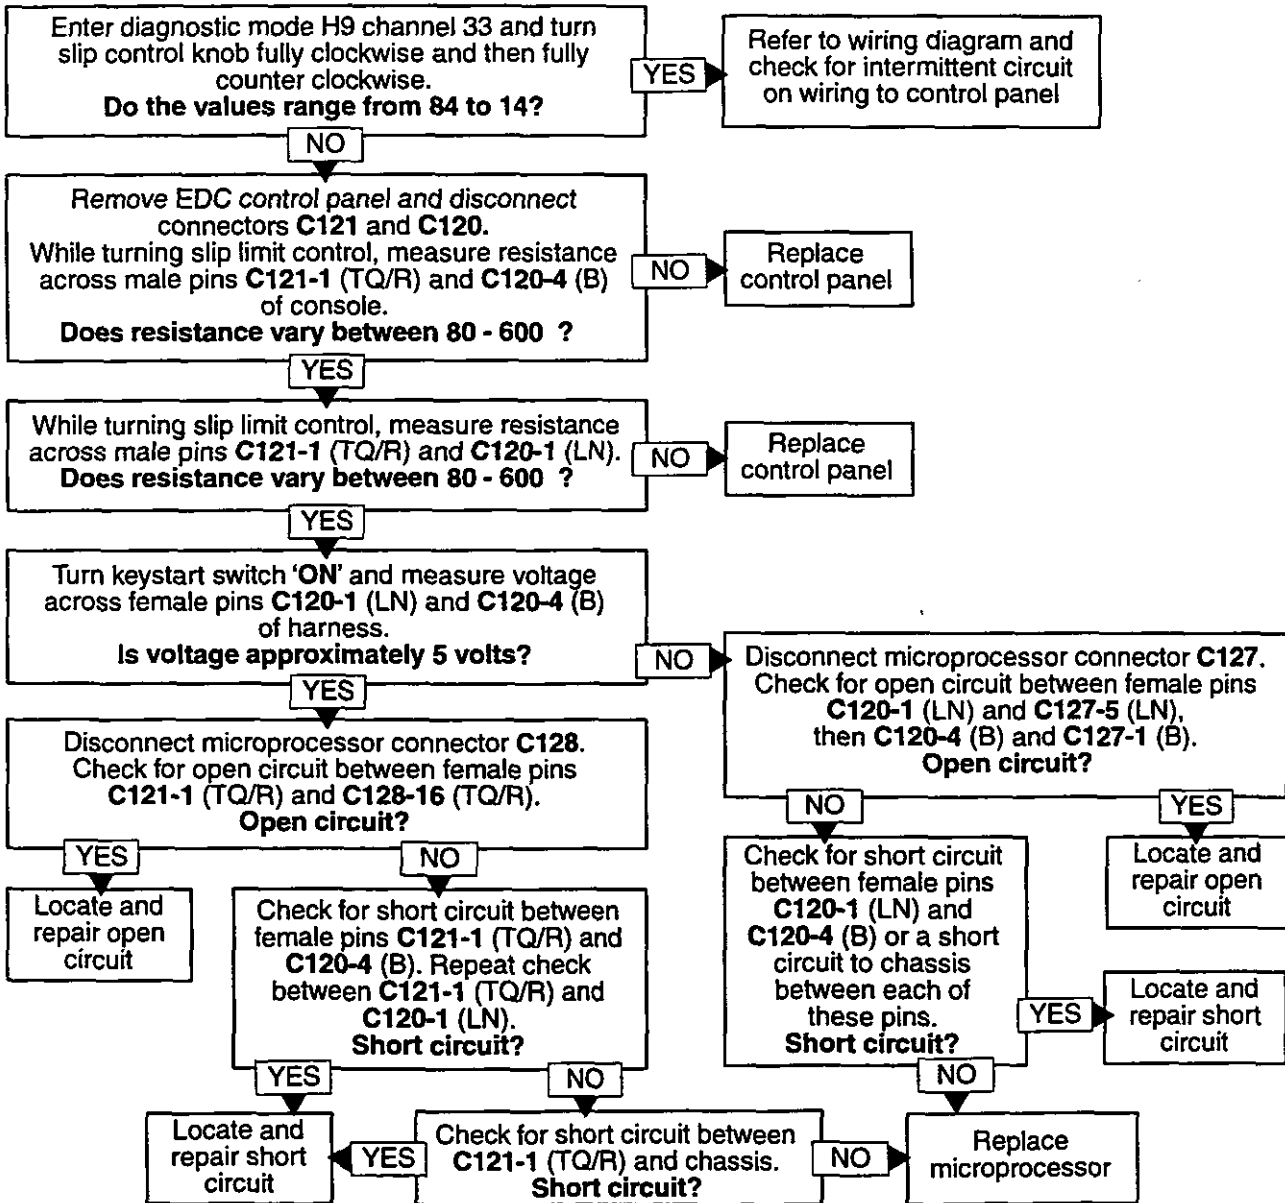 Enter diagnostic mode H9 channel 33 and turn
slip control knob fully clockwise and then fully
counter clockwise.
Do the values range from 84 to 14?
YES
Refer to wiring diagram and
check for intermittent circuit
on wiring to control panel
NO
Remove EDC control panel and disconnect
connectors C121 and C120.
While turning slip limit control, measure resistance
across male pins C121-1 (TQ/R) and C120-4 (B)
of console.
Does resistance vary between 80 - 600 ?
NO
Replace
control panel
YES
While turning slip limit control, measure resistance
across male pins C121-1 (TQ/R) and C120-1 (LN).
Does resistance vary between 80 - 600 ?
NO
Replace
control panel
YES
Turn keystart switch 'ON' and measure voltage
across female pins C120-1 (LN) and C120-4 (B)
of harness.
Is voltage approximately 5 volts?
NO
Disconnect microprocessor connector C127.
Check for open circuit between female pins
C120-1 (LN) and C127-5 (LN),
then C120-4 (B) and C127-1 (B).
Open circuit?
YES
Disconnect microprocessor connector C128.
Check for open circuit between female pins
C121-1 (TQ/R) and C128-16 (TQ/R).
Open circuit?
NO
YES
Check for short circuit
between female pins
C120-1 (LN) and
C120-4 (B) or a short
circuit to chassis
between each of
these pins.
Short circuit?
Locate and
repair open
circuit
YES
NO
Locate and
repair open
circuit
Check for short circuit between
female pins C121-1 (TQ/R) and
C120-4 (B). Repeat check
between C121-1 (TQ/R) and
C120-1 (LN).
Short circuit?
YES
Locate and
repair short
circuit
YES
NO
NO
Locate and
repair short
circuit
YES
Check for short circuit between
C121-1 (TQ/R) and chassis.
Short circuit?
NO
Replace
microprocessor